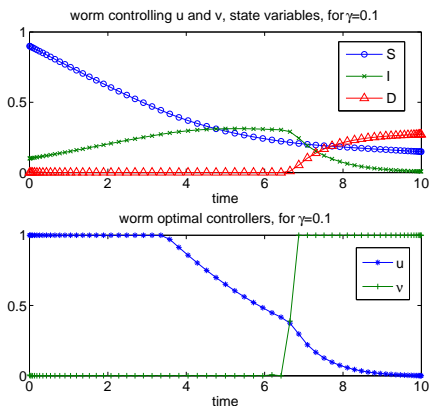 worm controlling u and v, state variables, for γ=0.1
1
0.5
0
S
I
D
0 2 4 6 8 10
time
worm optimal controllers, for γ=0.1
1
0.5
0
u
ν
0 2 4 6 8 10
time